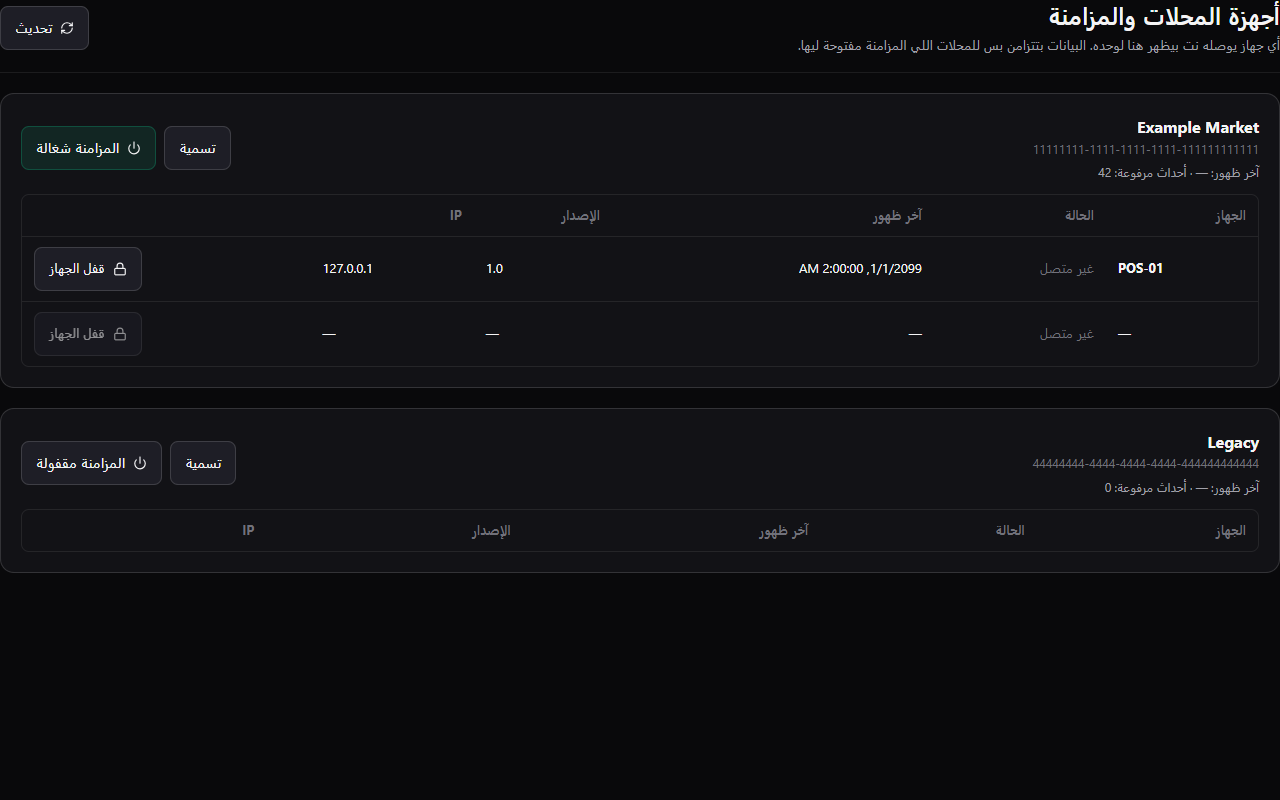 أجهزة المحلات والمزامنة
أي جهاز يوصله نت بيظهر هنا لوحده. البيانات بتتزامن بس للمحلات اللي المزامنة مفتوحة ليها.
تحديث
Example Market
11111111-1111-1111-1111-111111111111
آخر ظهور: — · أحداث مرفوعة: 42
تسمية
المزامنة شغالة
الجهاز الحالة آخر ظهور الإصدار IP
POS-01 غير متصل 1/1/2099, 2:00:00 AM 1.0 127.0.0.1 قفل الجهاز
— غير متصل — — — قفل الجهاز
Legacy
44444444-4444-4444-4444-444444444444
آخر ظهور: — · أحداث مرفوعة: 0
تسمية
المزامنة مقفولة
الجهاز الحالة آخر ظهور الإصدار IP